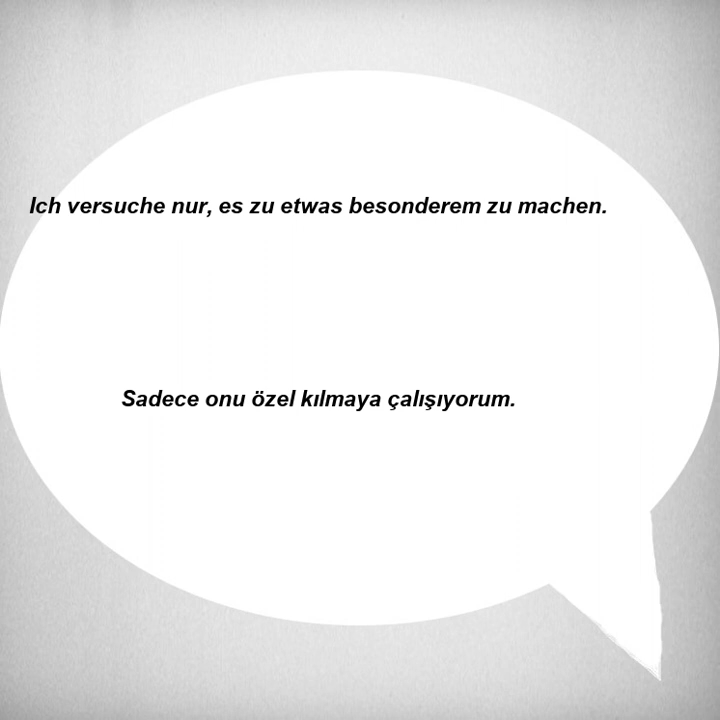 Ich versuche nur, es zu etwas besonderem zu machen.
Sadece onu özel kılmaya çalışıyorum.